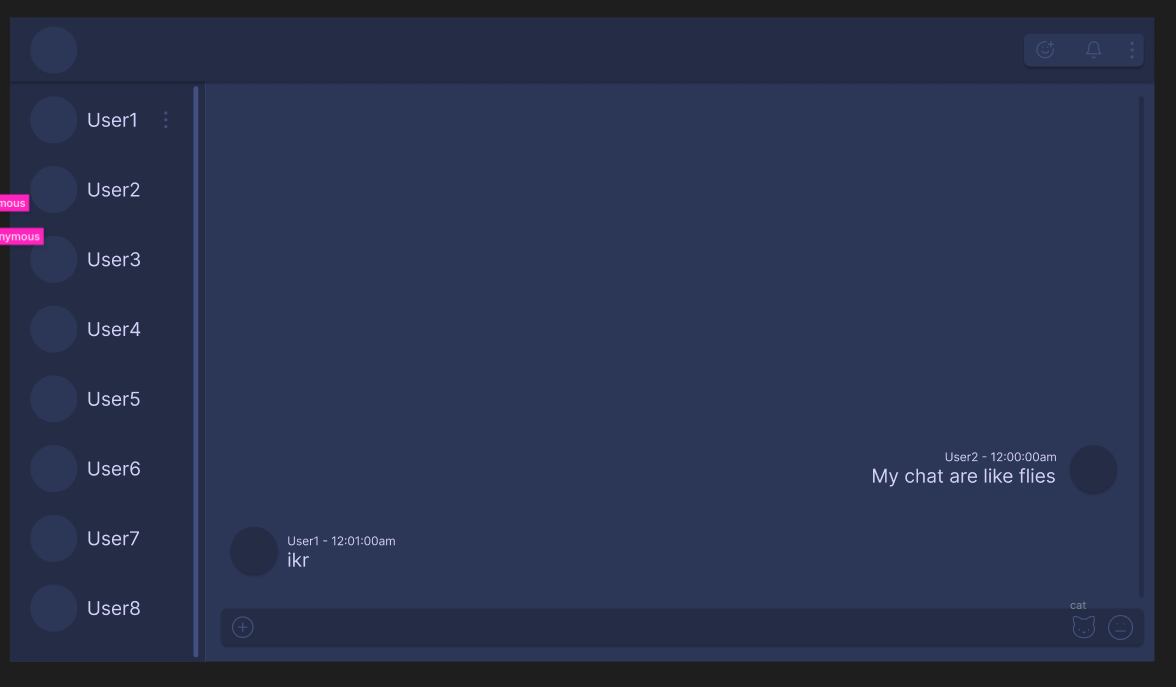 User1
User2
mous
nymous
User3
User4
User5
User6
User7
User8
User2 - 12:00:00am
My chat are like flies
User1 - 12:01:00am
ikr
cat